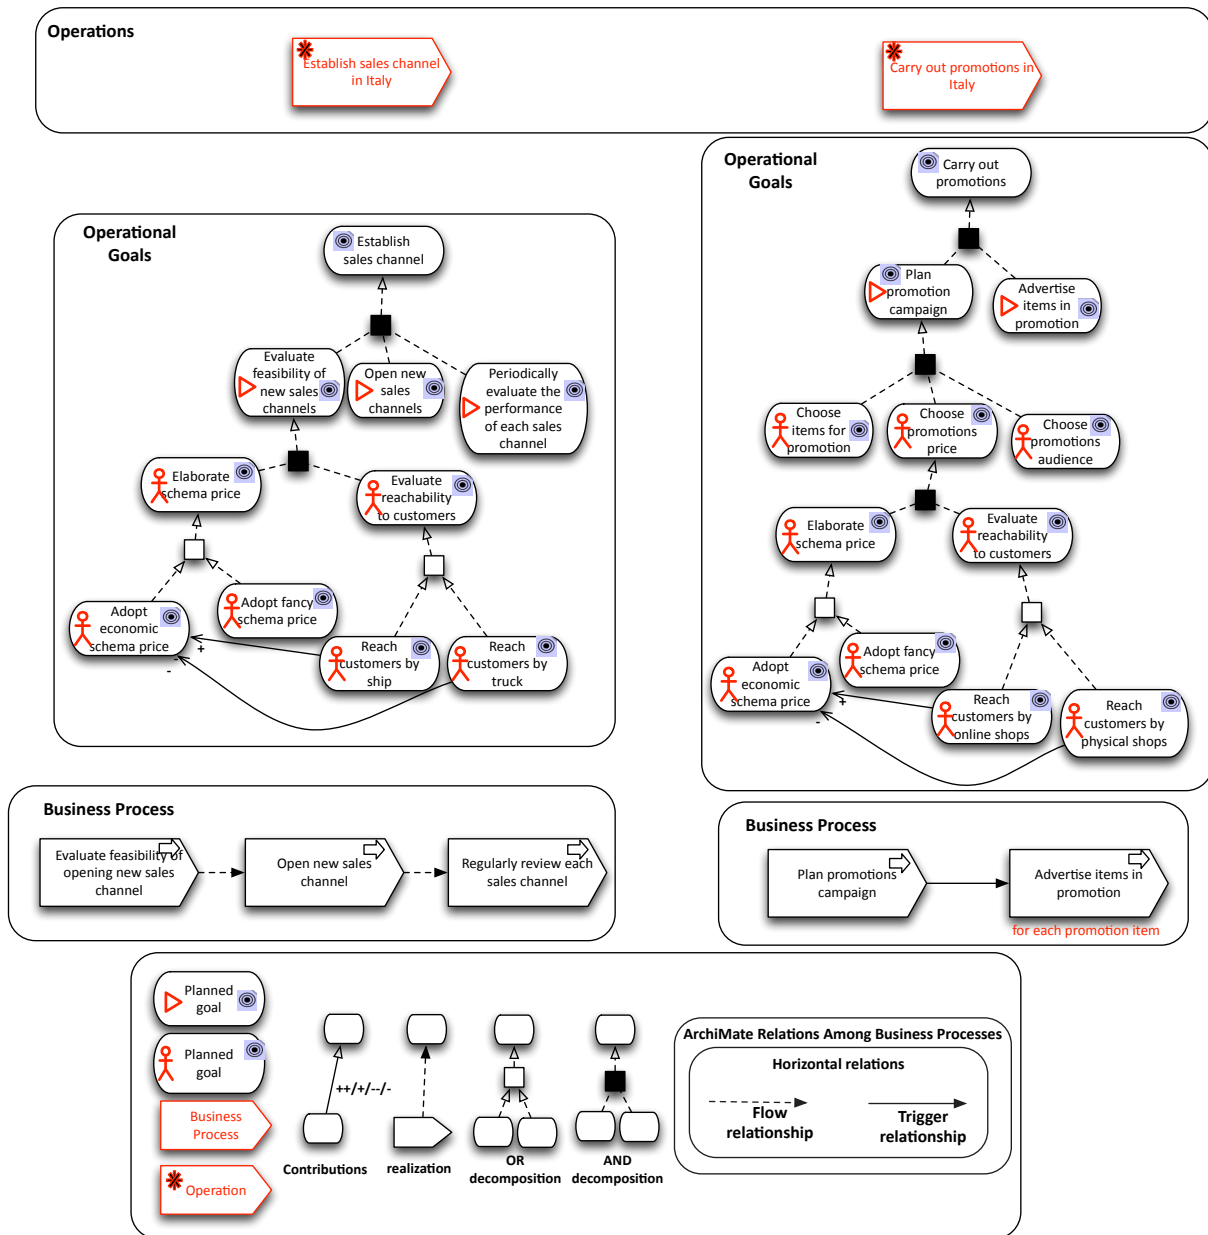 Operations
Establish sales channel
in Italy
Carry out promotions in
Italy
Operational
Goals
Establish
sales channel
Evaluate
feasibility of
new sales
channels
Open new
sales
channels
Periodically
evaluate the
performance
of each sales
channel
Elaborate
schema price
Evaluate
reachability
to customers
Adopt
economic
schema price
Adopt fancy
schema price
+
-
-
Reach
customers by
ship
Reach
customers by
truck
Operational
Goals
Carry out
promotions
Plan
promotion
campaign
Advertise
items in
promotion
Choose
items for
promotion
Choose
promotions
price
Choose
promotions
audience
Elaborate
schema price
Evaluate
reachability
to customers
Adopt
economic
schema price
Adopt fancy
schema price
+
-
Reach
customers by
online shops
Reach
customers by
physical shops
Business Process
Evaluate feasibility of
opening new sales
channel
Open new sales
channel
Regularly review each
sales channel
Business Process
Plan promotions
campaign
Advertise items in
promotion
for each promotion item
Planned
goal
Planned
goal
Business
Process
Operation
++/+/--/-
Contributions
realization
OR
decomposition
AND
decomposition
ArchiMate Relations Among Business Processes
Horizontal relations
Flow
relationship
Trigger
relationship